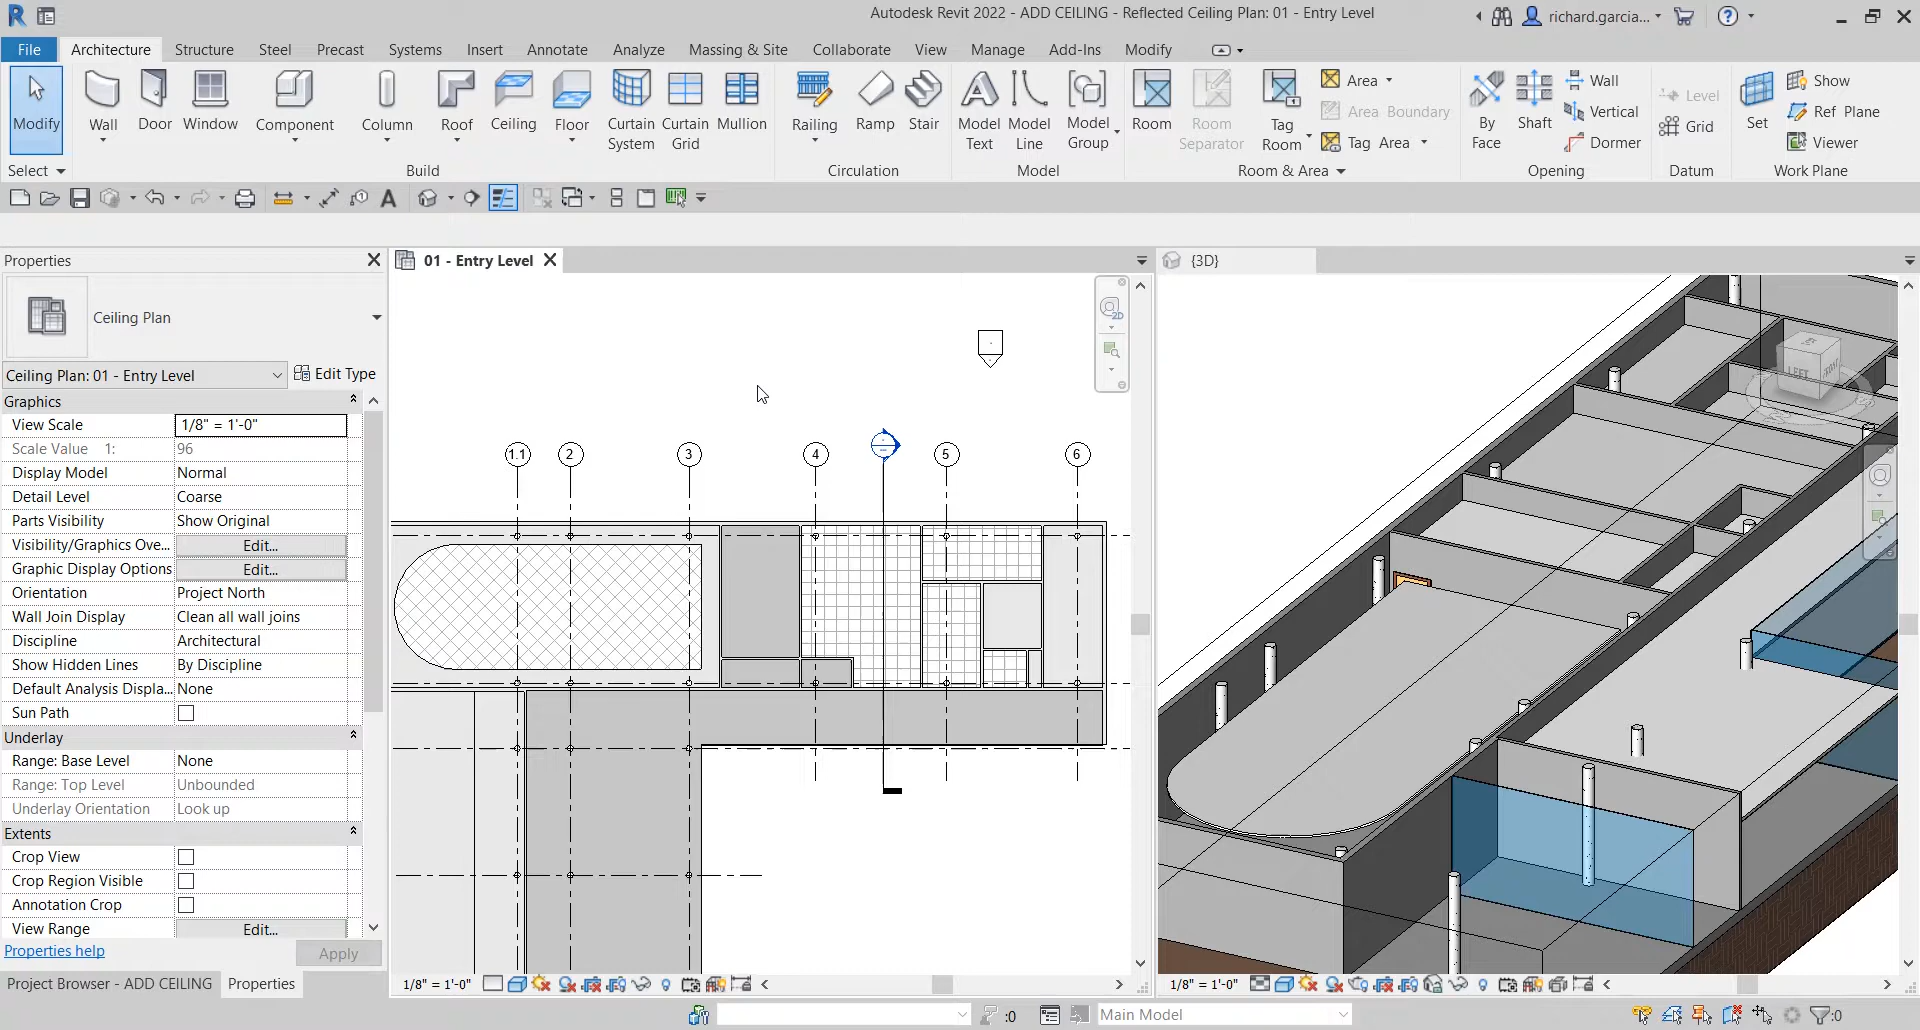 Autodesk Revit 2022 - ADD CEILING - Reflected Ceiling Plan: 01 - Entry Level
richard.garcia...
File Architecture Structure Steel Precast Systems Insert Annotate Analyze Massing & Site Collaborate View Manage Add-Ins Modify
Modify
Wall
Door
Window
Component
Column
Roof
Ceiling
Floor
Curtain System
Curtain Grid
Mullion
Railing
Ramp
Stair
Model Text
Model Line
Model Group
Room
Room Separator
Tag Room
Area
Area Boundary
Tag Area
By Face
Shaft
Wall
Vertical
Dormer
Level
Grid
Set
Show
Ref Plane
Viewer
Select Build Circulation Model Room & Area Opening Datum Work Plane
Properties
Ceiling Plan
Ceiling Plan: 01 - Entry Level Edit Type
Graphics
View Scale 1/8" = 1'-0"
Scale Value 1: 96
Display Model Normal
Detail Level Coarse
Parts Visibility Show Original
Visibility/Graphics Ove... Edit...
Graphic Display Options Edit...
Orientation Project North
Wall Join Display Clean all wall joins
Discipline Architectural
Show Hidden Lines By Discipline
Default Analysis Displa... None
Sun Path
Underlay
Range: Base Level None
Range: Top Level Unbounded
Underlay Orientation Look up
Extents
Crop View
Crop Region Visible
Annotation Crop
View Range Edit...
Properties help Apply
Project Browser - ADD CEILING Properties
01 - Entry Level
2D
1.1 2 3 4 5 6
1/8" = 1'-0"
{3D}
LEFT
1/8" = 1'-0"
:0
Main Model
:0